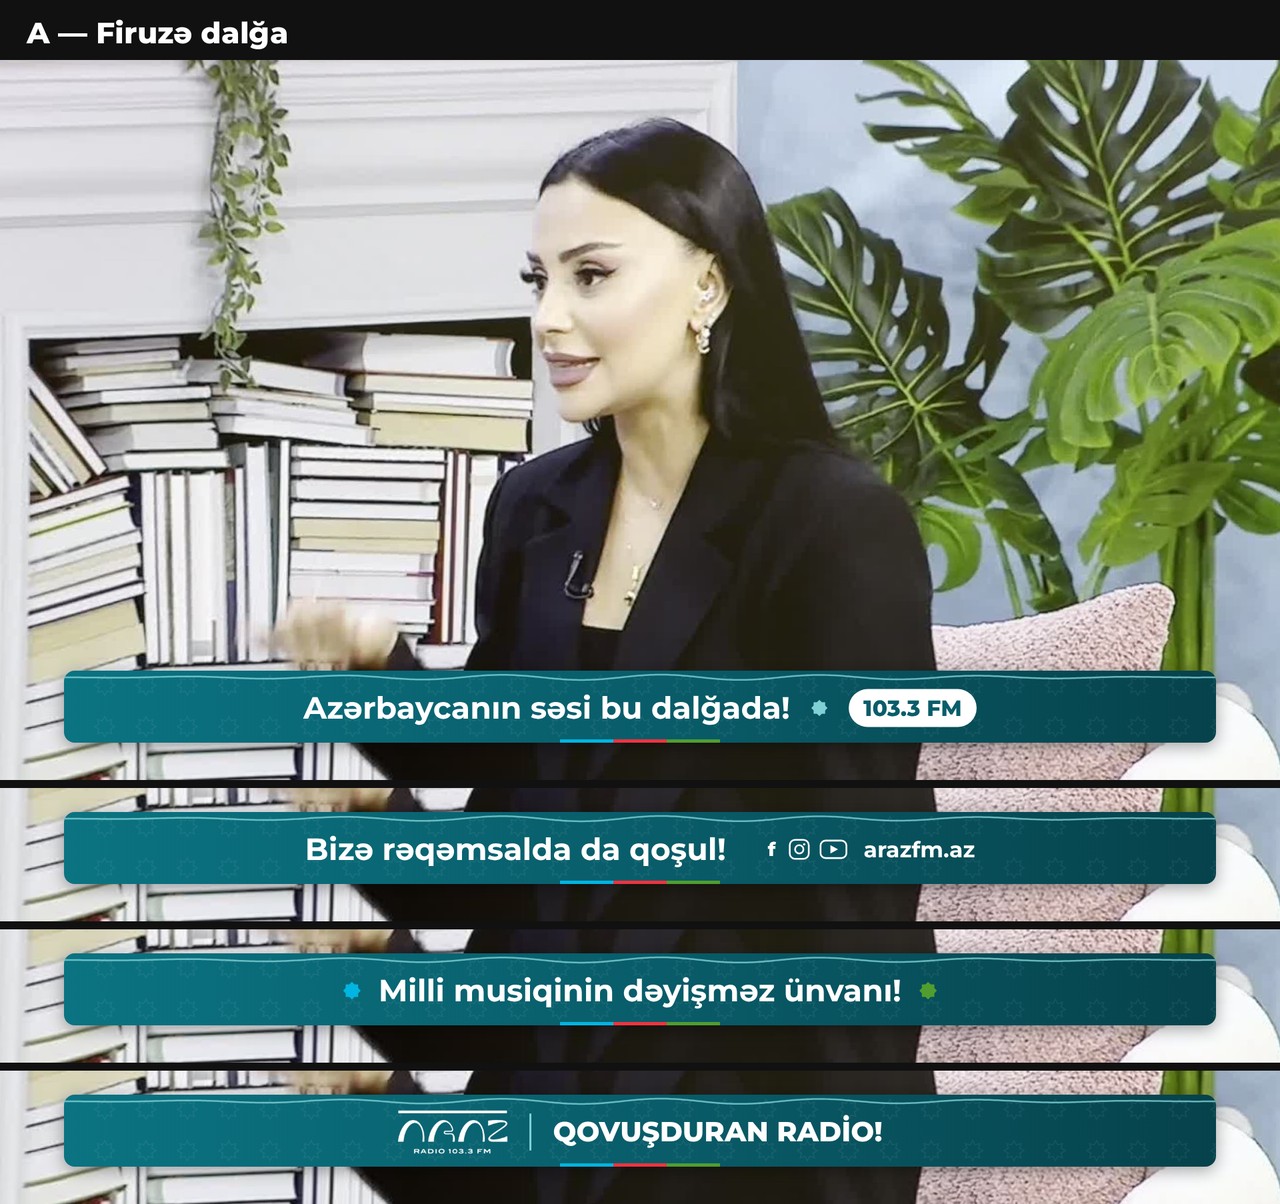 A — Firuzə dalğa
Azərbaycanın səsi bu dalğada! 103.3 FM
Bizə rəqəmsalda da qoşul! arazfm.az
Milli musiqinin dəyişməz ünvanı!
ARAZ
RADIO 103.3 FM
QOVUŞDURAN RADİO!